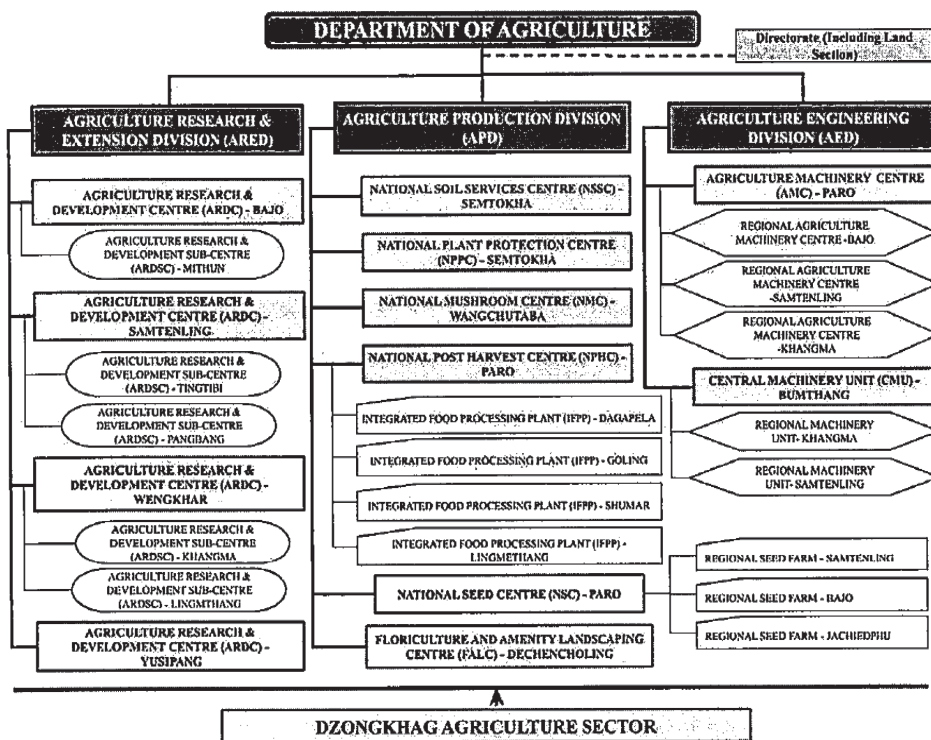 DEPARTMENT OF AGRICULTURE
Directorate (Including Land
Section)
AGRICULTURE RESEARCH &
EXTENSION DIVISION (ARED)
AGRICULTURE RESEARCH &
DEVELOPMENT CENTRE (ARDC) - BAJO
AGRICULTURE RESEARCH &
DEVELOPMENT SUB-CENTRE
(ARDSC) - MITHUN
AGRICULTURE RESEARCH &
DEVELOPMENT CENTRE (ARDC) -
SAMTENLING
AGRICULTURE RESEARCH &
DEVELOPMENT SUB-CENTRE
(ARDSC) - TINGTIBI
AGRICULTURE RESEARCH &
DEVELOPMENT SUB-CENTRE
(ARDSC) - PANGBANG
AGRICULTURE RESEARCH &
DEVELOPMENT CENTRE (ARDC) -
WENGKHAR
AGRICULTURE RESEARCH &
DEVELOPMENT SUB-CENTRE
(ARDSC) - KHANGMA
AGRICULTURE RESEARCH &
DEVELOPMENT SUB-CENTRE
(ARDSC) - LINGMTHANG
AGRICULTURE RESEARCH &
DEVELOPMENT CENTRE (ARDC) -
YUSIPANG
AGRICULTURE PRODUCTION DIVISION
(APD)
NATIONAL SOIL SERVICES CENTRE (NSSC) -
SEMTOKHA
NATIONAL PLANT PROTECTION CENTRE
(NPPC) - SEMTOKHA
NATIONAL MUSHROOM CENTRE (NMC) -
WANGCHUTABA
NATIONAL POST HARVEST CENTRE (NPHC) -
PARO
INTEGRATED FOOD PROCESSING PLANT (IFPP) - DAGAPELA
INTEGRATED FOOD PROCESSING PLANT (IFPP) - GOLING
INTEGRATED FOOD PROCESSING PLANT (IFPP) - SHUMAR
INTEGRATED FOOD PROCESSING PLANT (IFPP) -
LINGMETHANG
NATIONAL SEED CENTRE (NSC) - PARO
FLORICULTURE AND AMENITY LANDSCAPING
CENTRE (FALC) - DECHENCHOLING
AGRICULTURE ENGINEERING
DIVISION (AED)
AGRICULTURE MACHINERY CENTRE
(AMC) - PARO
REGIONAL AGRICULTURE
MACHINERY CENTRE -BAJO
REGIONAL AGRICULTURE
MACHINERY CENTRE
-SAMTENLING
REGIONAL AGRICULTURE
MACHINERY CENTRE
-KHANGMA
CENTRAL MACHINERY UNIT (CMU) -
BUMTHANG
REGIONAL MACHINERY
UNIT- KHANGMA
REGIONAL MACHINERY
UNIT- SAMTENLING
REGIONAL SEED FARM - SAMTENLING
REGIONAL SEED FARM - BAJO
REGIONAL SEED FARM - JACHIEDPHU
DZONGKHAG AGRICULTURE SECTOR